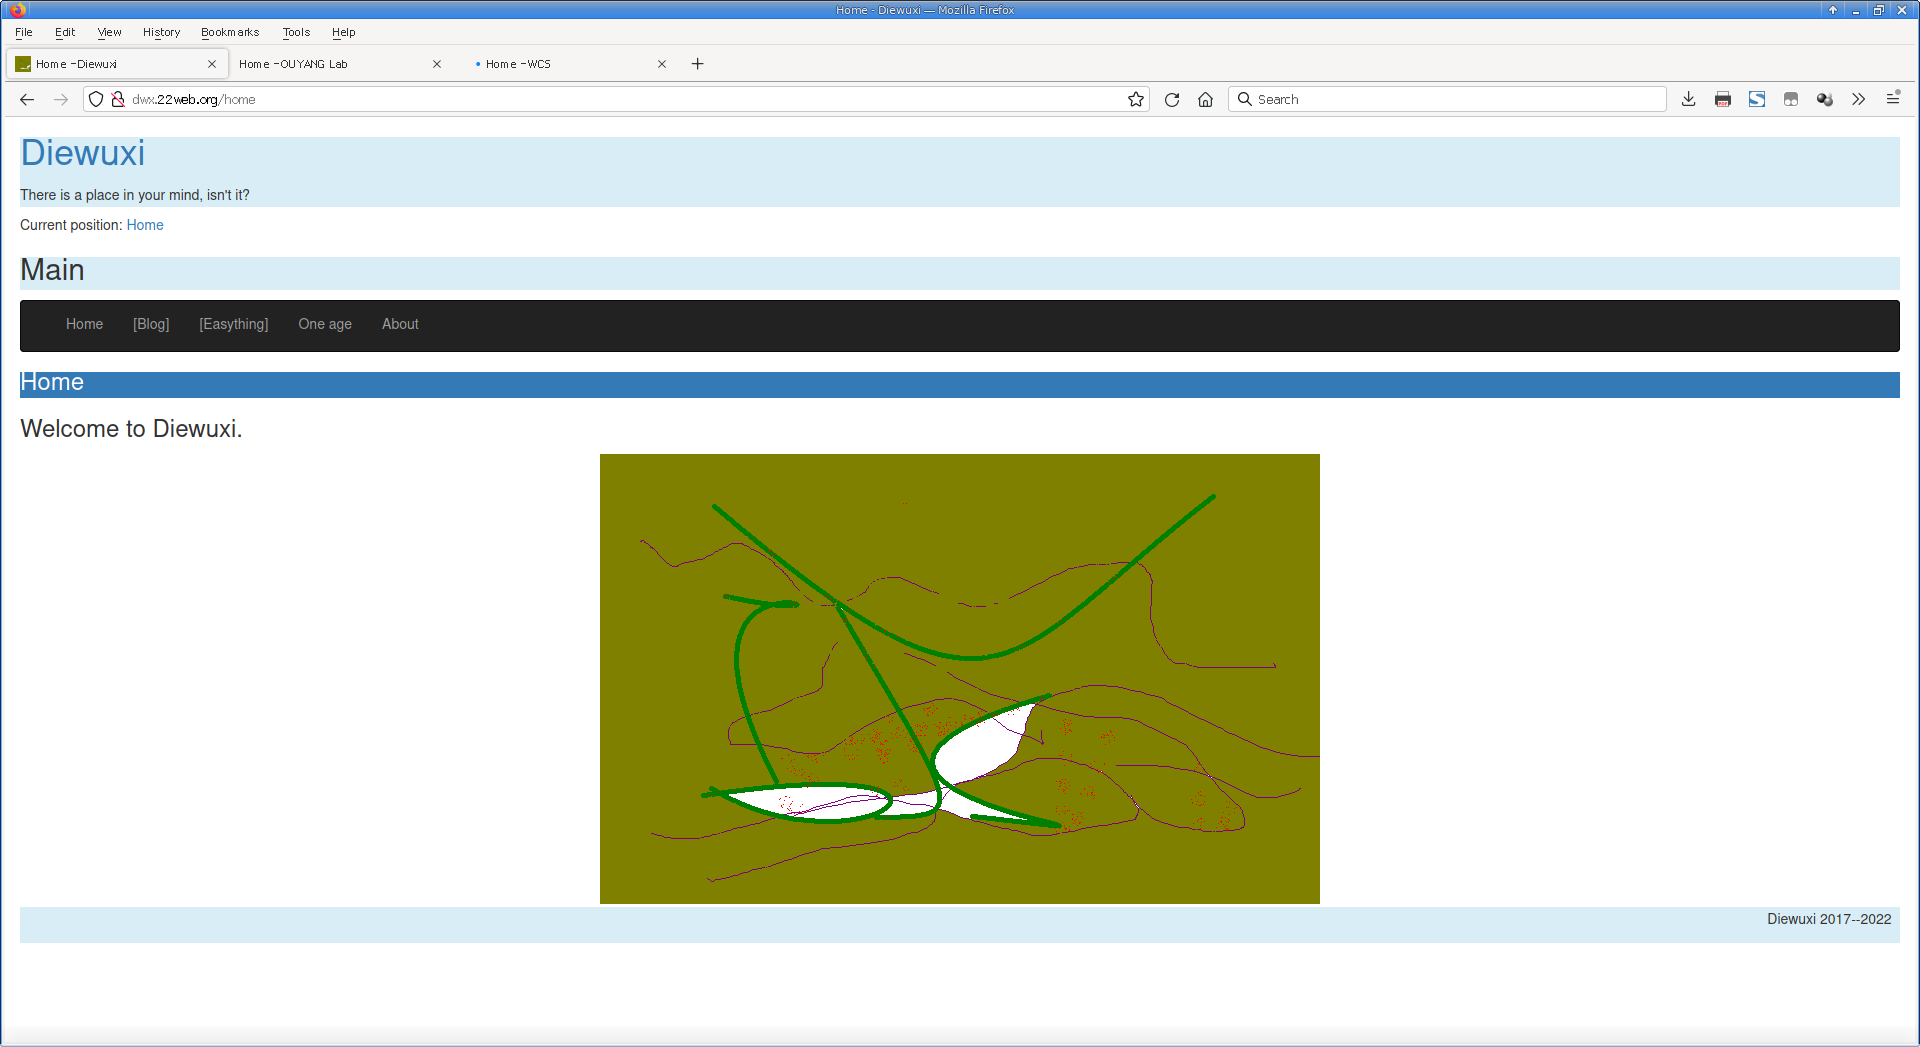 Home - Diewuxi — Mozilla Firefox
File Edit View History Bookmarks Tools Help
Home - Diewuxi Home - OUYANG Lab Home - WCS
dwx.22web.org/home Search
Diewuxi
There is a place in your mind, isn't it?
Current position: Home
Main
Home [Blog] [Easything] One age About
Home
Welcome to Diewuxi.
Diewuxi 2017--2022